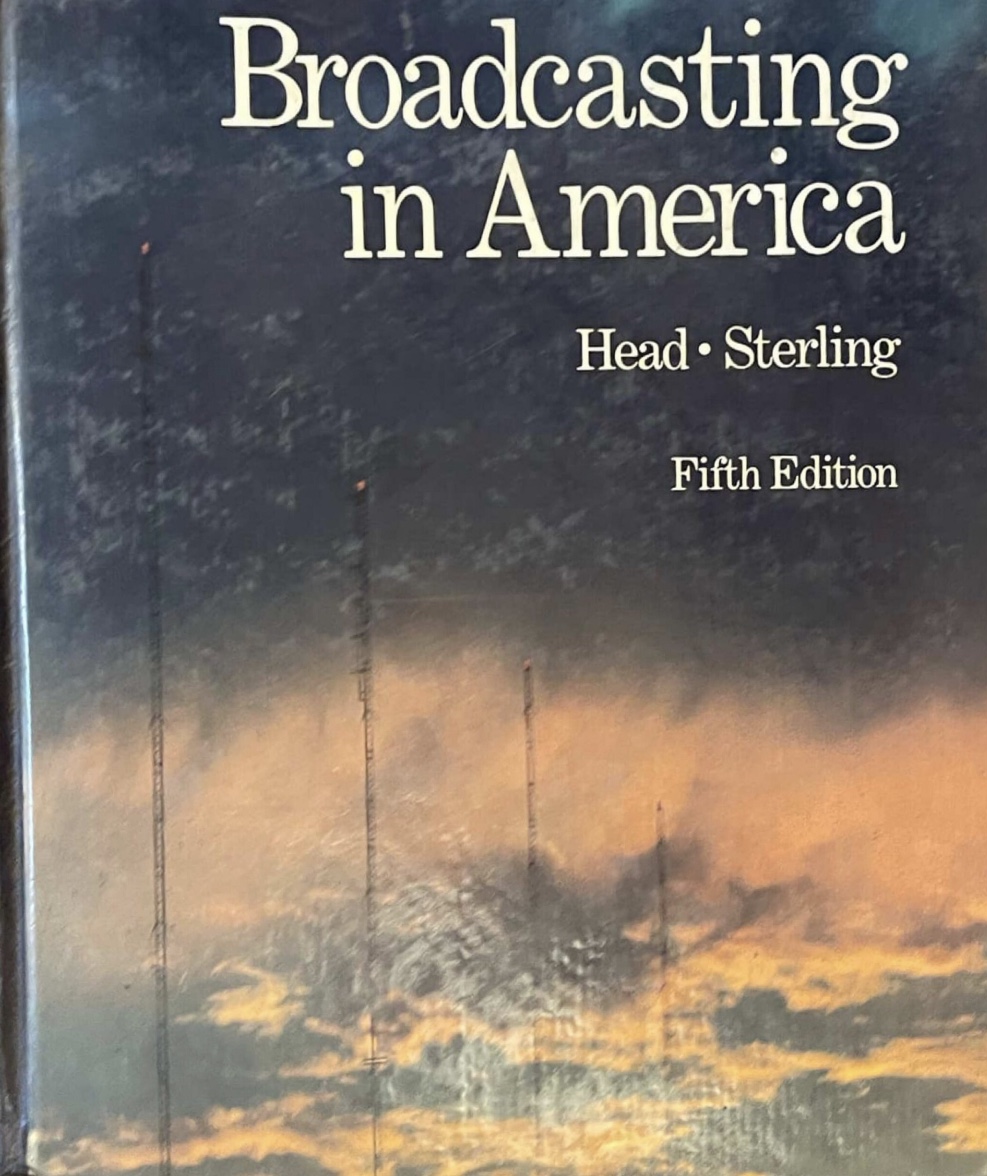 Broadcasting
in America
Head • Sterling
Fifth Edition